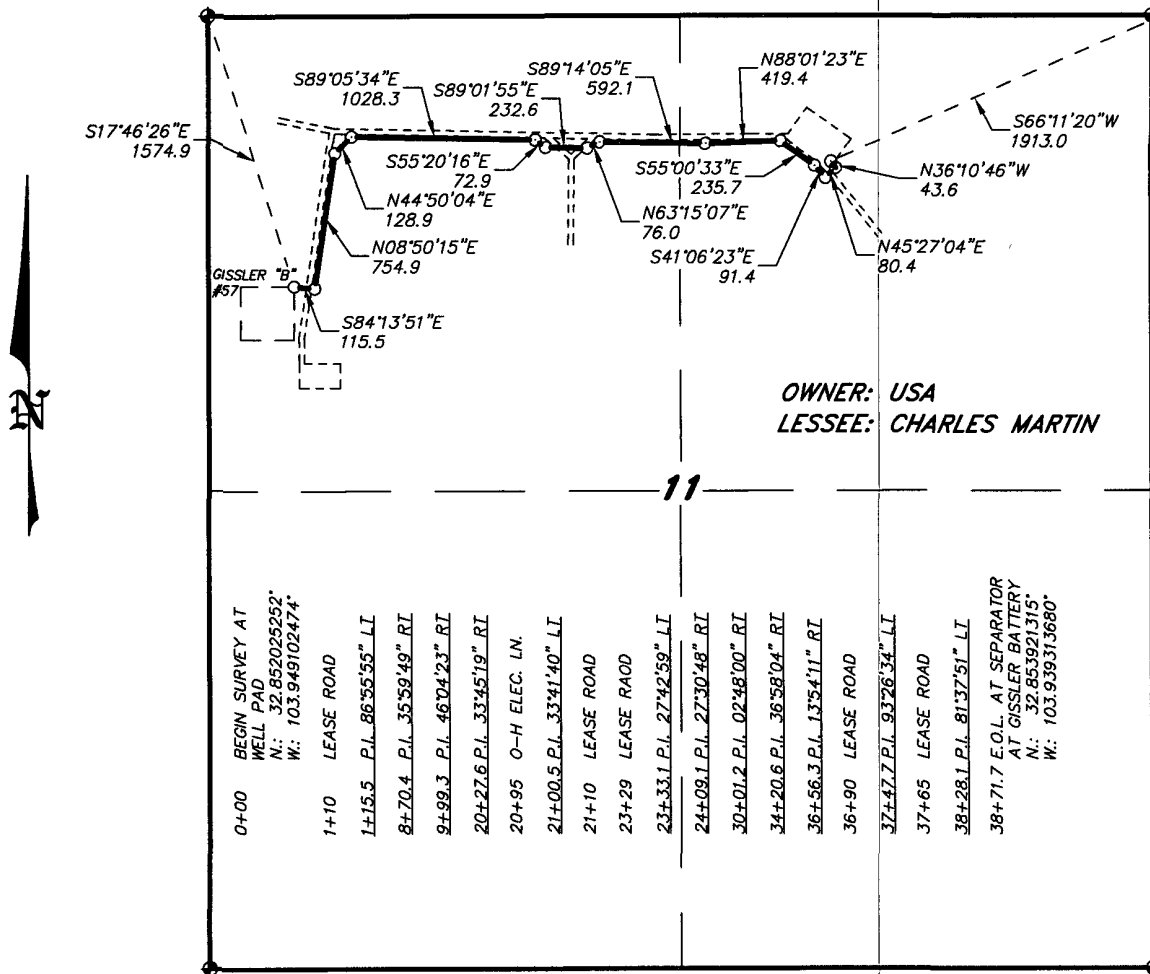 S89°05'34"E
1028.3
S89°01'55"E
232.6
S89°14'05"E
592.1
N88°01'23"E
419.4
S17°46'26"E
1574.9
S66°11'20"W
1913.0
S55°20'16"E
72.9
S55°00'33"E
235.7
N36°10'46"W
43.6
N44°50'04"E
128.9
N63°15'07"E
76.0
N08°50'15"E
754.9
S41°06'23"E
91.4
N45°27'04"E
80.4
GISSLER "B"
#57
S84°13'51"E
115.5
N
OWNER: USA
LESSEE: CHARLES MARTIN
11
0+00 BEGIN SURVEY AT
WELL PAD
N.: 32.852025252°
W.: 103.949102474°
1+10 LEASE ROAD
1+15.5 P.I. 86°55'55" LT
8+70.4 P.I. 35°59'49" RT
9+99.3 P.I. 46°04'23" RT
20+27.6 P.I. 33°45'19" RT
20+95 O-H ELEC. LN.
21+00.5 P.I. 33°41'40" LT
21+10 LEASE ROAD
23+29 LEASE RAOD
23+33.1 P.I. 27°42'59" LT
24+09.1 P.I. 27°30'48" RT
30+01.2 P.I. 02°48'00" RT
34+20.6 P.I. 36°58'04" RT
36+56.3 P.I. 13°54'11" RT
36+90 LEASE ROAD
37+47.7 P.I. 93°26'34" LT
37+65 LEASE ROAD
38+28.1 P.I. 81°37'51" LT
38+71.7 E.O.L. AT SEPARATOR
AT GISSLER BATTERY
N.: 32.853921315°
W.: 103.939313680°